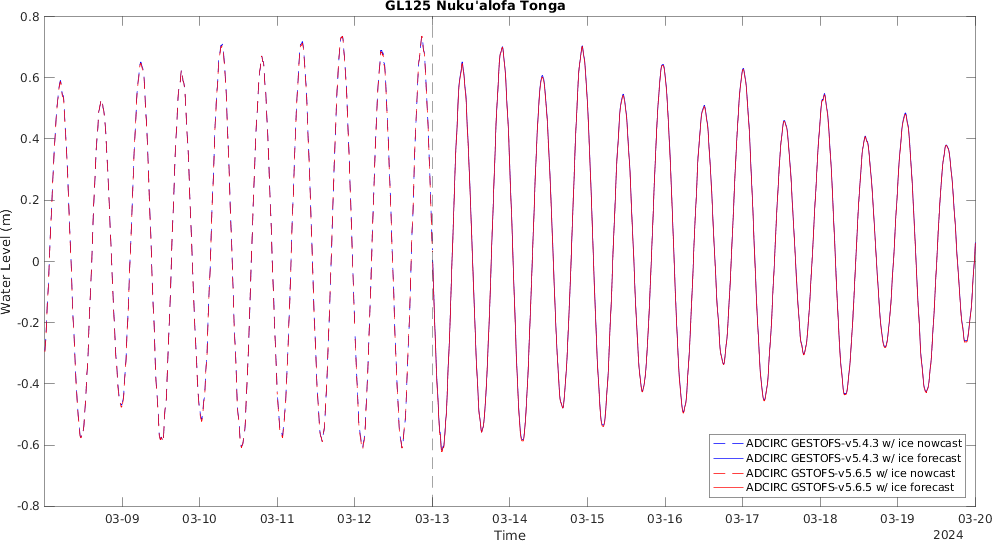 GL125 Nuku'alofa Tonga
0.8
0.6
0.4
0.2
0
-0.2
-0.4
-0.6
-0.8
Water Level (m)
ADCIRC GESTOFS-v5.4.3 w/ ice nowcast
ADCIRC GESTOFS-v5.4.3 w/ ice forecast
ADCIRC GSTOFS-v5.6.5 w/ ice nowcast
ADCIRC GSTOFS-v5.6.5 w/ ice forecast
03-09 03-10 03-11 03-12 03-13 03-14 03-15 03-16 03-17 03-18 03-19 03-20
Time
2024